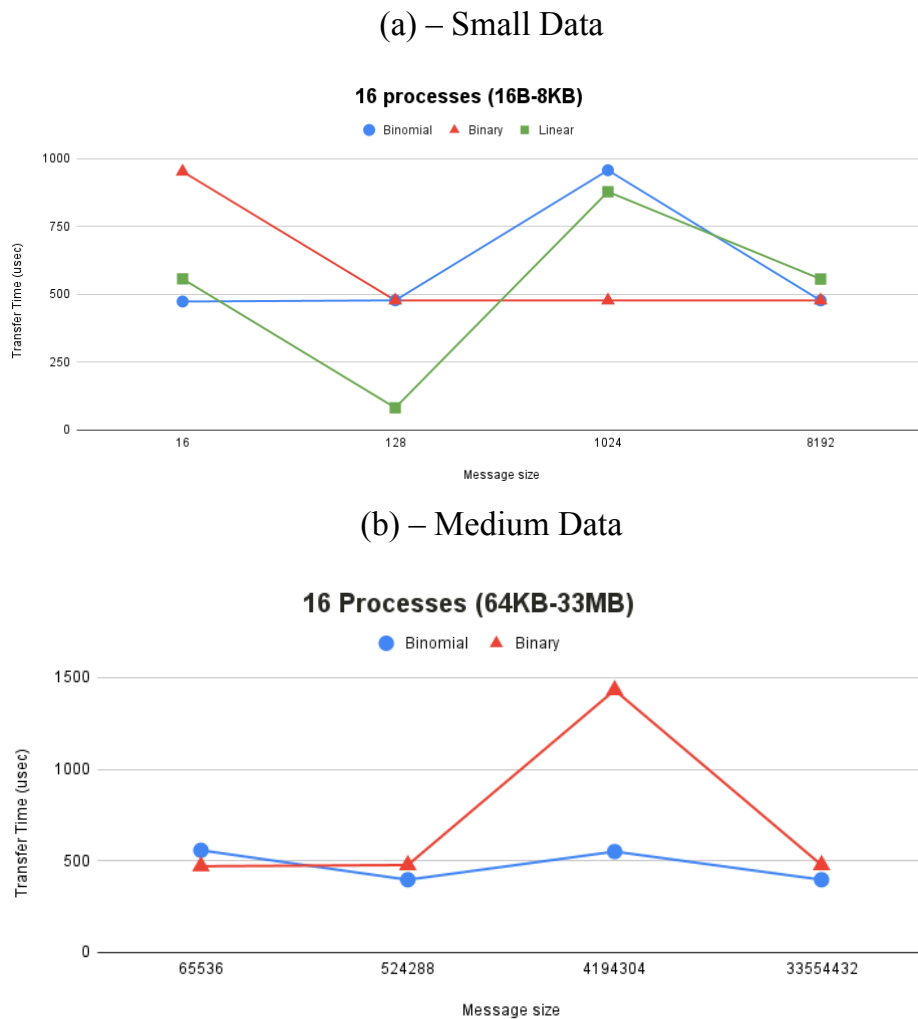 (a) – Small Data
16 processes (16B-8KB)
Binomial Binary Linear
1000
750
500
250
0
Transfer Time (usec)
16 128 1024 8192
Message size
(b) – Medium Data
16 Processes (64KB-33MB)
Binomial Binary
1500
1000
500
0
Transfer Time (usec)
65536 524288 4194304 33554432
Message size